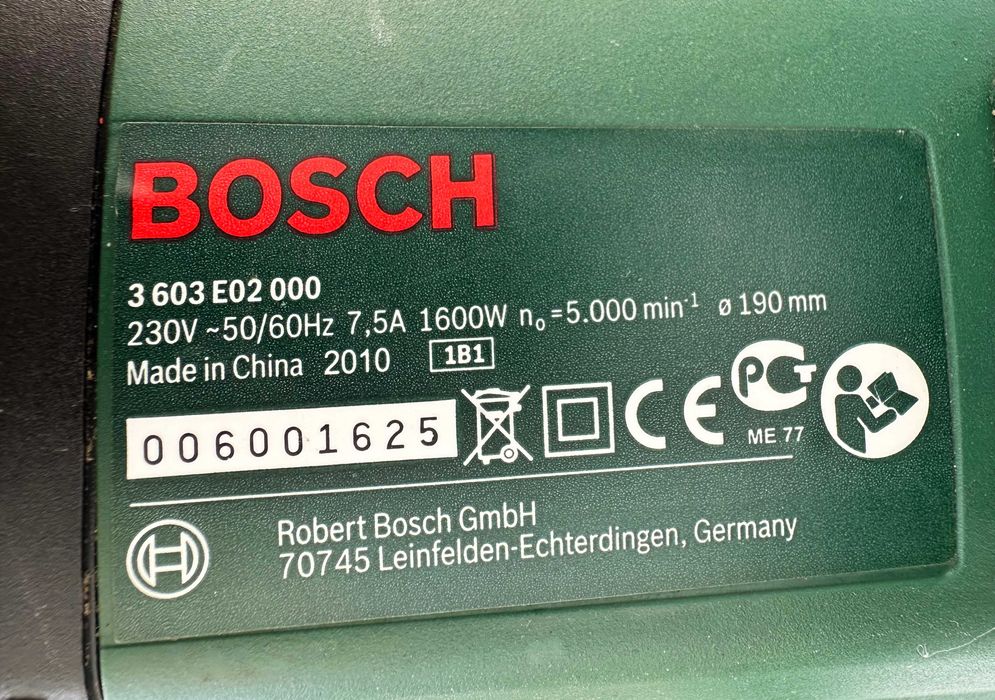 BOSCH
3 603 E02 000
230V ~50/60Hz 7,5A 1600W n₀=5.000 min⁻¹ ø 190 mm
Made in China 2010 1B1
006001625
CE
PCT
ME 77
Robert Bosch GmbH
70745 Leinfelden-Echterdingen, Germany